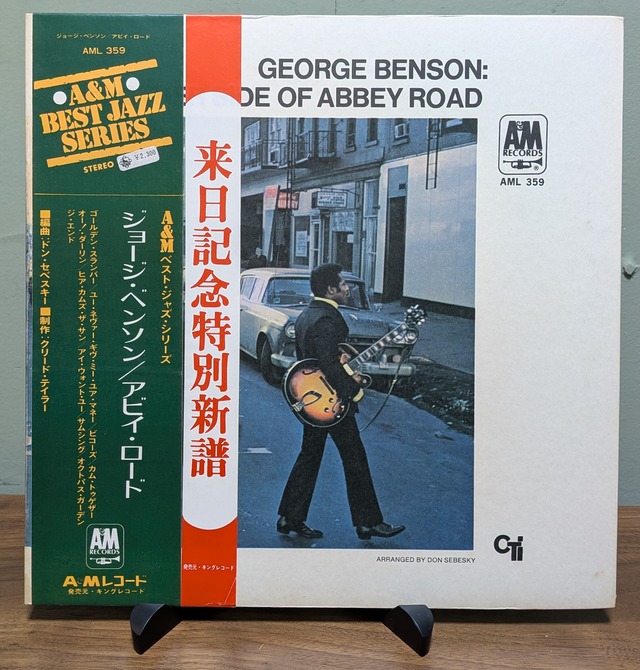 ジョージ・ベンソン/アビイ・ロード
AML 359
A&M
BEST JAZZ
SERIES
STEREO
¥2,300
A&Mベスト・ジャズ・シリーズ
ジョージ・ベンソン/アビイ・ロード
ゴールデン・スランバー ユー・ネヴァー・ギヴ・ミー・ユア・マネー/ビコーズ/カム・トゥゲザー
オー!・ダーリン/ヒア・カムズ・ザ・サン/アイ・ウォント・ユー/サムシング オクトパス・ガーデン
ジ・エンド
■編曲:ドン・セベスキー■制作:クリード・テイラー
A&M
RECORDS
A&Mレコード
発売元・キングレコード
来日記念特別新譜
発売元・キングレコード
GEORGE BENSON:
DE OF ABBEY ROAD
A&M
RECORDS
®
AML 359
ARRANGED BY DON SEBESKY
CTi